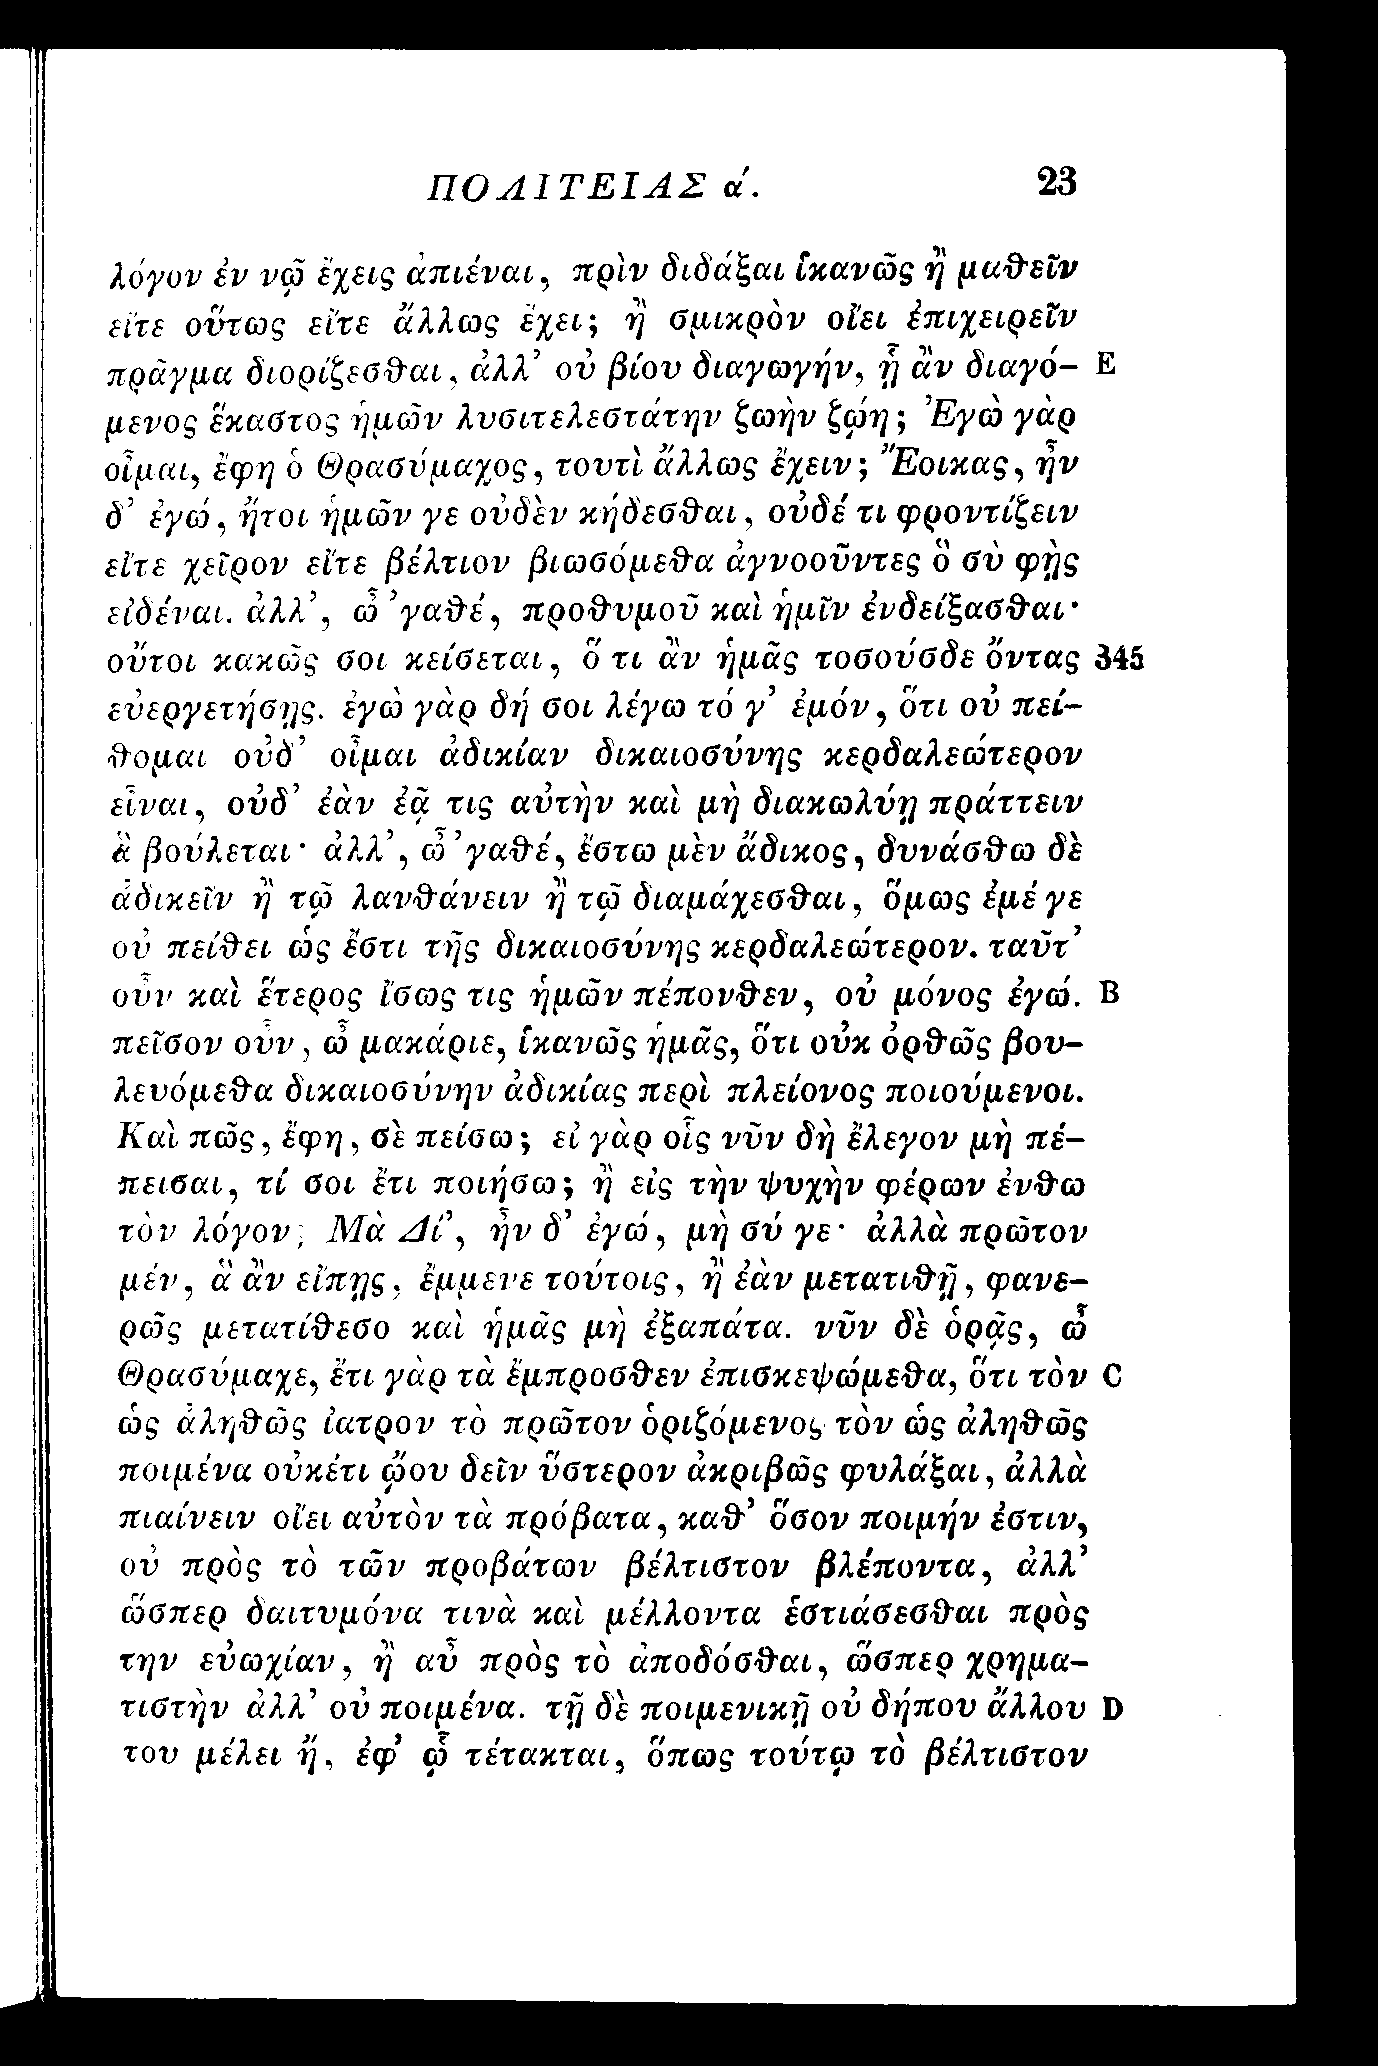 ΠΟΛΙΤΕΙΑΣ α΄. 23
λόγον ἐν νῷ ἔχεις ἀπιέναι, πρὶν διδάξαι ἱκανῶς ἢ μαθεῖν
εἴτε οὕτως εἴτε ἄλλως ἔχει; ἢ σμικρὸν οἴει ἐπιχειρεῖν
πρᾶγμα διορίζεσθαι, ἀλλ’ οὐ βίου διαγωγήν, ᾗ ἂν διαγό- E
μενος ἕκαστος ἡμῶν λυσιτελεστάτην ζωὴν ζῴη; Ἐγὼ γὰρ
οἶμαι, ἔφη ὁ Θρασύμαχος, τουτὶ ἄλλως ἔχειν; Ἔοικας, ἦν
δ’ ἐγώ, ἤτοι ἡμῶν γε οὐδὲν κήδεσθαι, οὐδέ τι φροντίζειν
εἴτε χεῖρον εἴτε βέλτιον βιωσόμεθα ἀγνοοῦντες ὃ σὺ φῂς
εἰδέναι. ἀλλ’, ὦ ’γαθέ, προθυμοῦ καὶ ἡμῖν ἐνδείξασθαι·
οὔτοι κακῶς σοι κείσεται, ὅ τι ἂν ἡμᾶς τοσούσδε ὄντας 345
εὐεργετήσῃς. ἐγὼ γὰρ δή σοι λέγω τό γ’ ἐμόν, ὅτι οὐ πεί-
θομαι οὐδ’ οἶμαι ἀδικίαν δικαιοσύνης κερδαλεώτερον
εἶναι, οὐδ’ ἐὰν ἐᾷ τις αὐτὴν καὶ μὴ διακωλύῃ πράττειν
ἃ βούλεται· ἀλλ’, ὦ ’γαθέ, ἔστω μὲν ἄδικος, δυνάσθω δὲ
ἀδικεῖν ἢ τῷ λανθάνειν ἢ τῷ διαμάχεσθαι, ὅμως ἐμέ γε
οὐ πείθει ὡς ἔστι τῆς δικαιοσύνης κερδαλεώτερον. ταῦτ’
οὖν καὶ ἕτερος ἴσως τις ἡμῶν πέπονθεν, οὐ μόνος ἐγώ. B
πεῖσον οὖν, ὦ μακάριε, ἱκανῶς ἡμᾶς, ὅτι οὐκ ὀρθῶς βου-
λευόμεθα δικαιοσύνην ἀδικίας περὶ πλείονος ποιούμενοι.
Καὶ πῶς, ἔφη, σὲ πείσω; εἰ γὰρ οἷς νῦν δὴ ἔλεγον μὴ πέ-
πεισαι, τί σοι ἔτι ποιήσω; ἢ εἰς τὴν ψυχὴν φέρων ἐνθω
τὸν λόγον; Μὰ Δί’, ἦν δ’ ἐγώ, μὴ σύ γε· ἀλλὰ πρῶτον
μέν, ἃ ἂν εἴπῃς, ἔμμενε τούτοις, ἢ ἐὰν μετατιθῇ, φανε-
ρῶς μετατίθεσο καὶ ἡμᾶς μὴ ἐξαπάτα. νῦν δὲ ὁρᾷς, ὦ
Θρασύμαχε, ἔτι γὰρ τὰ ἔμπροσθεν ἐπισκεψώμεθα, ὅτι τὸν C
ὡς ἀληθῶς ἰατρον τὸ πρῶτον ὁριζόμενος τὸν ὡς ἀληθῶς
ποιμένα οὐκέτι ᾤου δεῖν ὕστερον ἀκριβῶς φυλάξαι, ἀλλὰ
πιαίνειν οἴει αὐτὸν τὰ πρόβατα, καθ’ ὅσον ποιμήν ἐστιν,
οὐ πρὸς τὸ τῶν προβάτων βέλτιστον βλέποντα, ἀλλ’
ὥσπερ δαιτυμόνα τινὰ καὶ μέλλοντα ἑστιάσεσθαι πρὸς
την εὐωχίαν, ἢ αὖ πρὸς τὸ ἀποδόσθαι, ὥσπερ χρημα-
τιστὴν ἀλλ’ οὐ ποιμένα. τῇ δὲ ποιμενικῇ οὐ δήπου ἄλλου D
του μέλει ἤ, ἐφ’ ᾧ τέτακται, ὅπως τούτῳ τὸ βέλτιστον